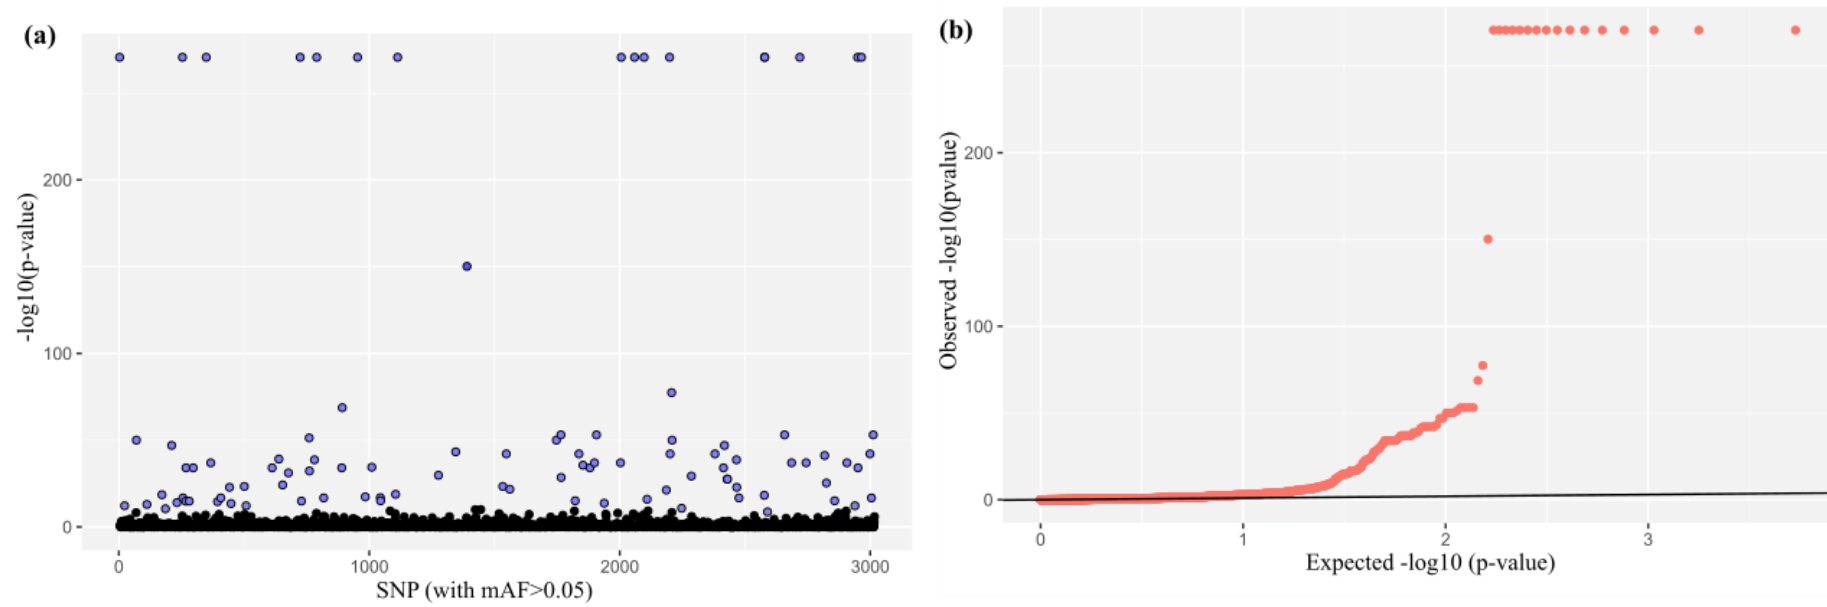 (a)
-log10(p-value)
200
100
0
0 1000 2000 3000
SNP (with mAF>0.05)
(b)
Observed -log10(pvalue)
200
100
0
0 1 2 3
Expected -log10 (p-value)